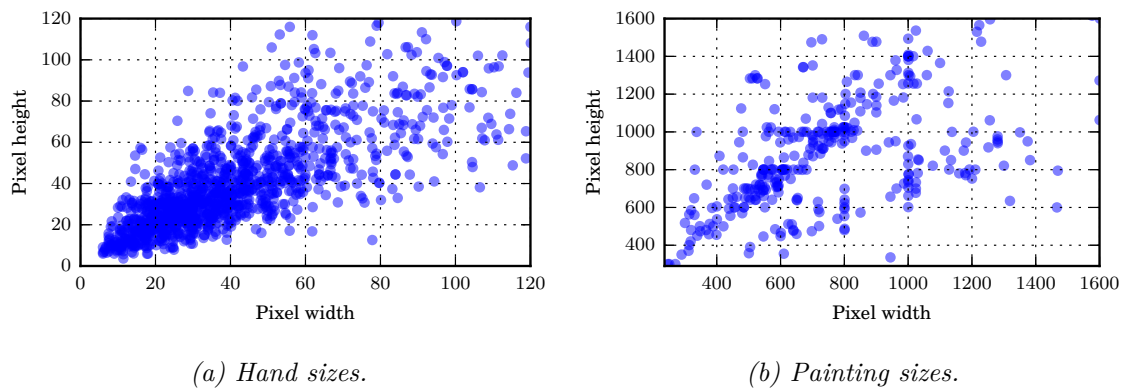 120
100
80
60
40
20
0
Pixel height
0 20 40 60 80 100 120
Pixel width
(a) Hand sizes.
1600
1400
1200
1000
800
600
400
Pixel height
400 600 800 1000 1200 1400 1600
Pixel width
(b) Painting sizes.